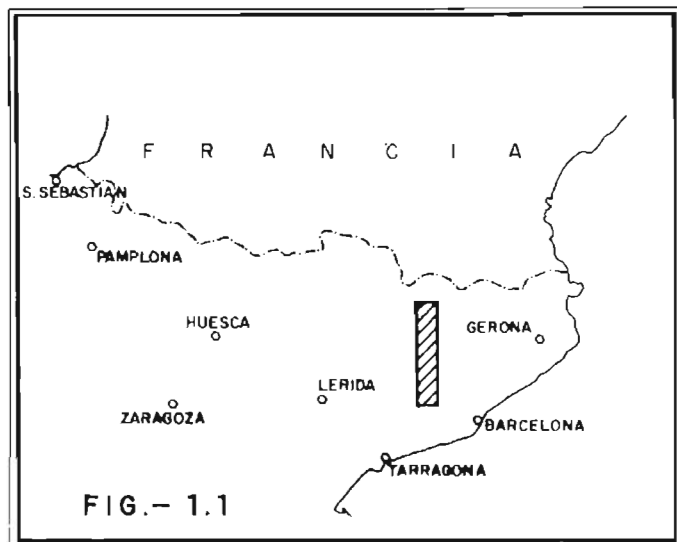 F R A N C I A
S. SEBASTIAN
PAMPLONA
HUESCA
GERONA
LERIDA
ZARAGOZA
BARCELONA
TARRAGONA
FIG.- 1.1